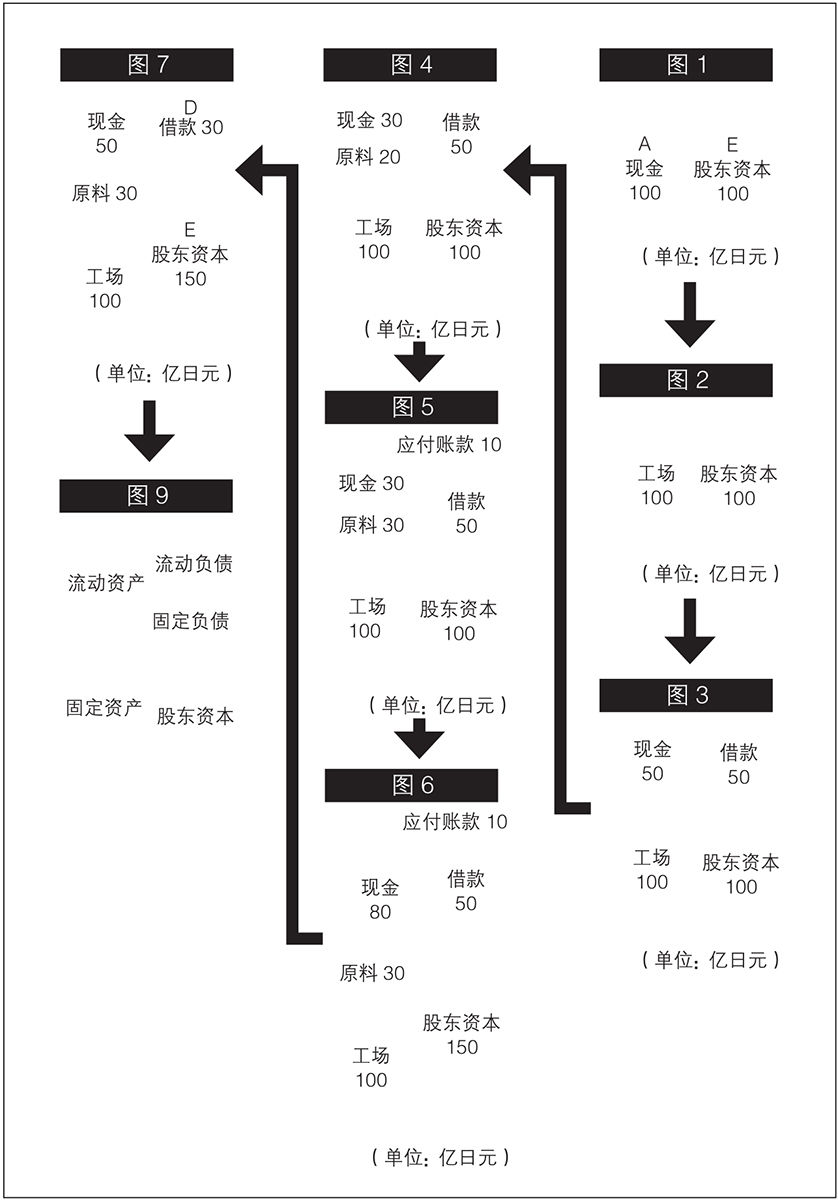 图 1
A
现金
100
E
股东资本
100
（单位：亿日元）
图 2
工场
100
股东资本
100
（单位：亿日元）
图 3
现金
50
借款
50
工场
100
股东资本
100
（单位：亿日元）
图 4
现金 30
原料 20
借款
50
工场
100
股东资本
100
（单位：亿日元）
图 5
应付账款 10
现金 30
原料 30
借款
50
工场
100
股东资本
100
（单位：亿日元）
图 6
应付账款 10
现金
80
借款
50
原料 30
股东资本
150
工场
100
（单位：亿日元）
图 7
现金
50
D
借款 30
原料 30
E
股东资本
150
工场
100
（单位：亿日元）
图 9
流动资产
流动负债
固定负债
固定资产
股东资本